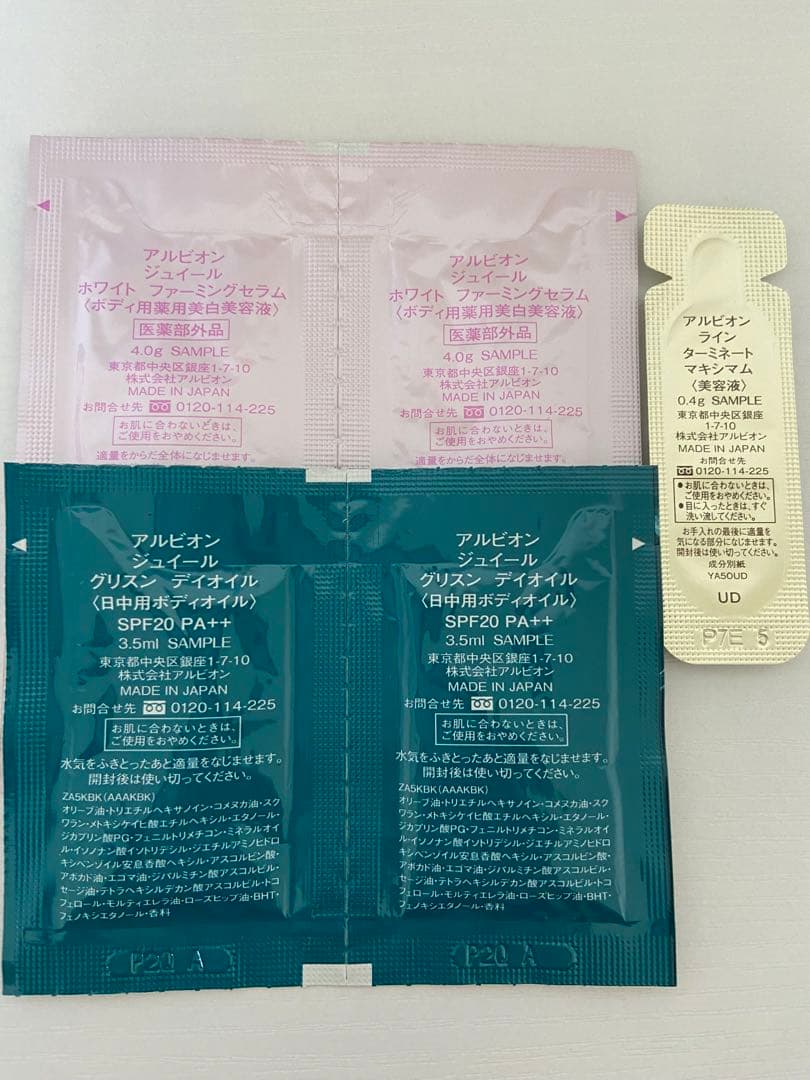 アルビオン
ジュイール
ホワイト ファーミングセラム
〈ボディ用薬用美白美容液〉
医薬部外品
4.0g SAMPLE
東京都中央区銀座1-7-10
株式会社アルビオン
MADE IN JAPAN
お問合せ先 0120-114-225
お肌に合わないときは、
ご使用をおやめください。
適量をからだ全体になじませます。
アルビオン
ジュイール
ホワイト ファーミングセラム
〈ボディ用薬用美白美容液〉
医薬部外品
4.0g SAMPLE
東京都中央区銀座1-7-10
株式会社アルビオン
MADE IN JAPAN
お問合せ先 0120-114-225
お肌に合わないときは、
ご使用をおやめください。
適量をからだ全体になじませます。
アルビオン
ライン
ターミネート
マキシマム
〈美容液〉
0.4g SAMPLE
東京都中央区銀座
1-7-10
株式会社アルビオン
MADE IN JAPAN
お問合せ先
0120-114-225
●お肌に合わないときは、
ご使用をおやめください。
●目に入ったときは、すぐ
洗い流してください。
お手入れの最後に適量を
気になる部分になじませます。
開封後は使い切ってください。
成分別紙
YA50UD
UD
P7E 5
アルビオン
ジュイール
グリスン デイオイル
〈日中用ボディオイル〉
SPF20 PA++
3.5ml SAMPLE
東京都中央区銀座1-7-10
株式会社アルビオン
MADE IN JAPAN
お問合せ先 0120-114-225
お肌に合わないときは、
ご使用をおやめください。
水気をふきとったあと適量をなじませます。
開封後は使い切ってください。
ZA5KBK(AAAKBK)
オリーブ油・トリエチルヘキサノイン・コメヌカ油・スク
ワラン・メトキシケイヒ酸エチルヘキシル・エタノール・
ジカプリン酸PG・フェニルトリメチコン・ミネラルオイ
ル・イソノナン酸イソトリデシル・ジエチルアミノヒドロ
キシベンゾイル安息香酸ヘキシル・アスコルビン酸・
アボカド油・エゴマ油・ジパルミチン酸アスコルビル・
セージ油・テトラヘキシルデカン酸アスコルビル・トコ
フェロール・モルティエレラ油・ローズヒップ油・BHT・
フェノキシエタノール・香料
P20 A
アルビオン
ジュイール
グリスン デイオイル
〈日中用ボディオイル〉
SPF20 PA++
3.5ml SAMPLE
東京都中央区銀座1-7-10
株式会社アルビオン
MADE IN JAPAN
お問合せ先 0120-114-225
お肌に合わないときは、
ご使用をおやめください。
水気をふきとったあと適量をなじませます。
開封後は使い切ってください。
ZA5KBK(AAAKBK)
オリーブ油・トリエチルヘキサノイン・コメヌカ油・スク
ワラン・メトキシケイヒ酸エチルヘキシル・エタノール・
ジカプリン酸PG・フェニルトリメチコン・ミネラルオイ
ル・イソノナン酸イソトリデシル・ジエチルアミノヒドロ
キシベンゾイル安息香酸ヘキシル・アスコルビン酸・
アボカド油・エゴマ油・ジパルミチン酸アスコルビル・
セージ油・テトラヘキシルデカン酸アスコルビル・トコ
フェロール・モルティエレラ油・ローズヒップ油・BHT・
フェノキシエタノール・香料
P20 A